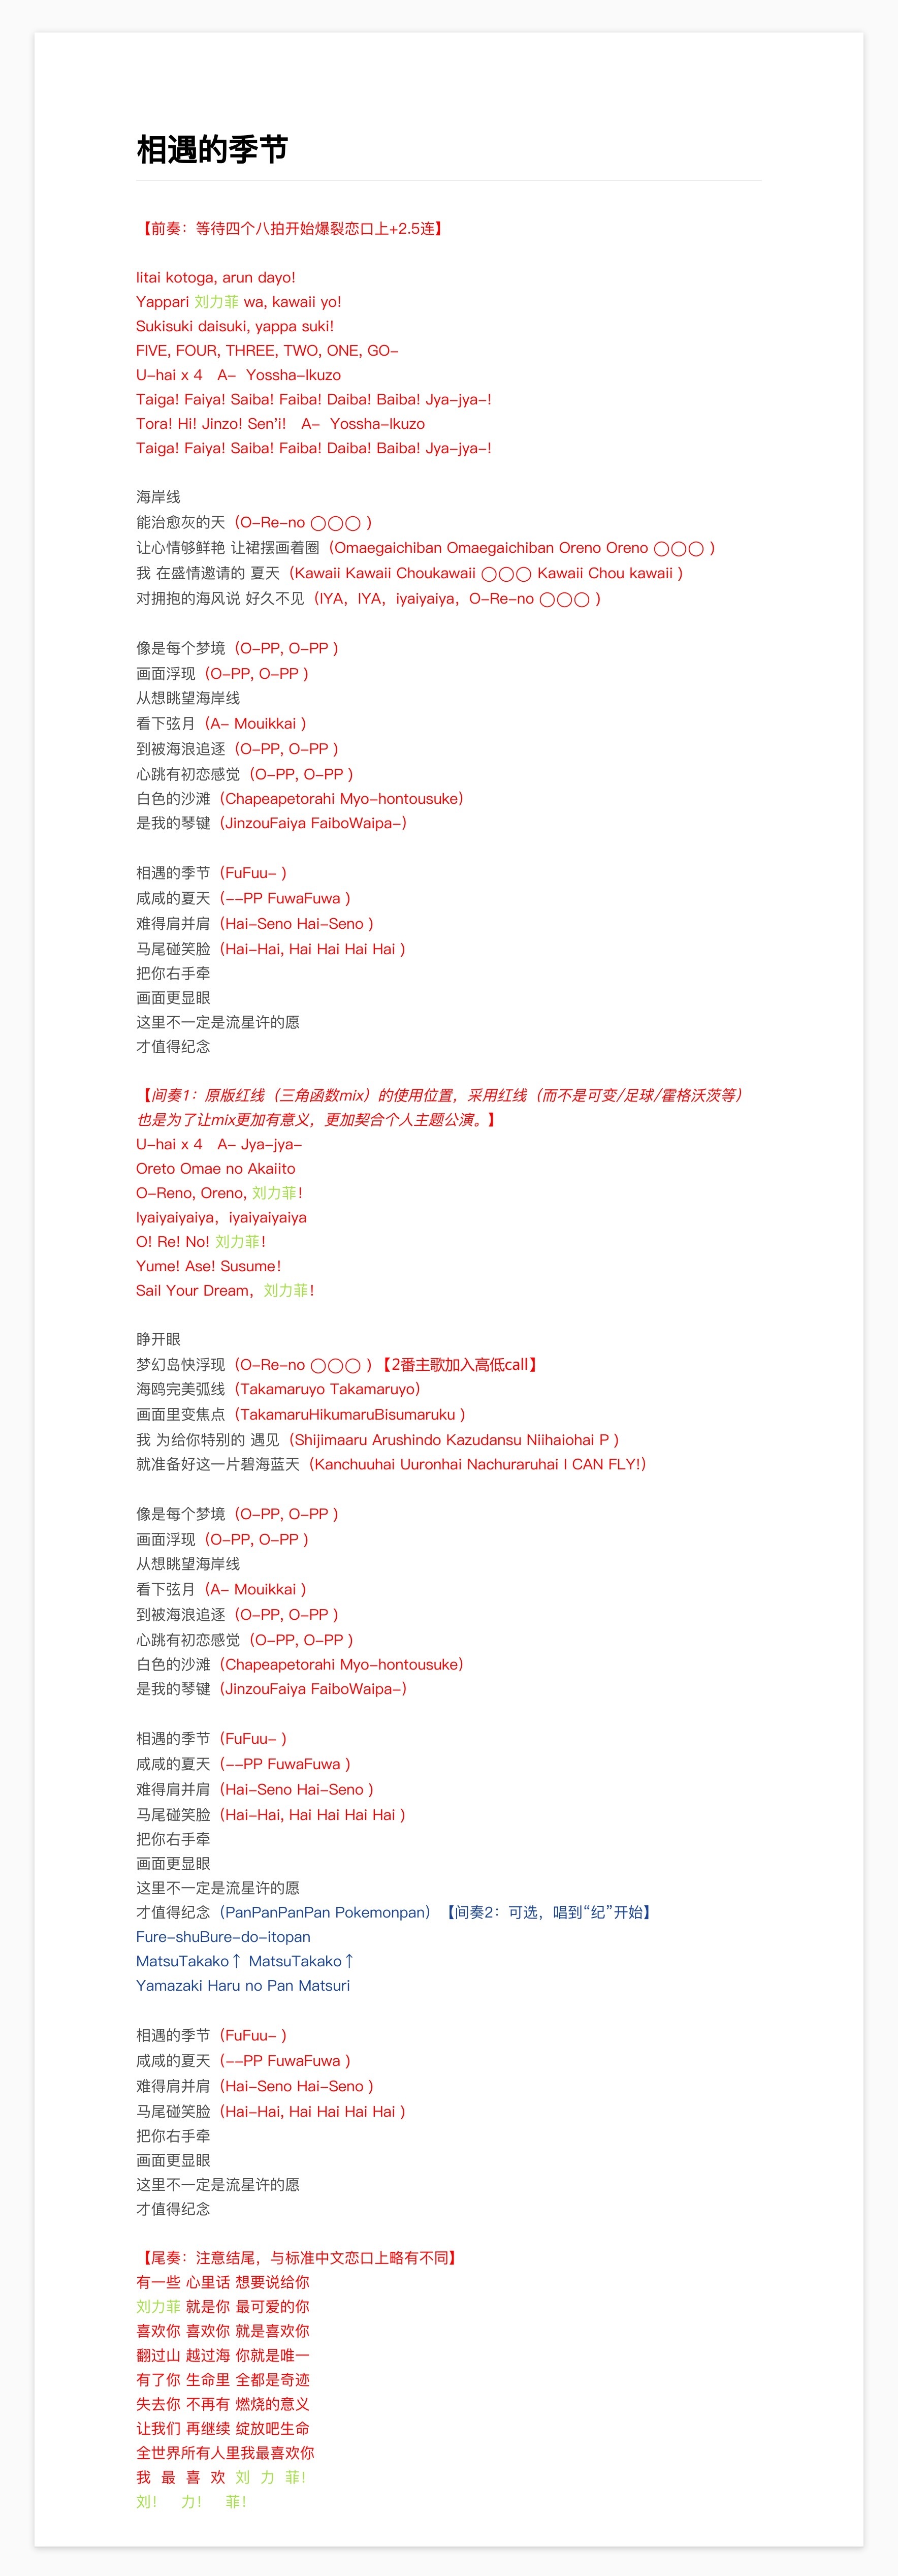 相遇的季节
【前奏：等待四个八拍开始爆裂恋口上+2.5连】
Iitai kotoga, arun dayo!
Yappari 刘力菲 wa, kawaii yo!
Sukisuki daisuki, yappa suki!
FIVE, FOUR, THREE, TWO, ONE, GO-
U-hai x 4 A- Yossha-Ikuzo
Taiga! Faiya! Saiba! Faiba! Daiba! Baiba! Jya-jya-!
Tora! Hi! Jinzo! Sen'i! A- Yossha-Ikuzo
Taiga! Faiya! Saiba! Faiba! Daiba! Baiba! Jya-jya-!
海岸线
能治愈灰的天（O-Re-no ◯◯◯ ）
让心情够鲜艳 让裙摆画着圈（Omaegaichiban Omaegaichiban Oreno Oreno ◯◯◯ ）
我 在盛情邀请的 夏天（Kawaii Kawaii Choukawaii ◯◯◯ Kawaii Chou kawaii ）
对拥抱的海风说 好久不见（IYA，IYA，iyaiyaiya，O-Re-no ◯◯◯ ）
像是每个梦境（O-PP, O-PP ）
画面浮现（O-PP, O-PP ）
从想眺望海岸线
看下弦月（A- Mouikkai ）
到被海浪追逐（O-PP, O-PP ）
心跳有初恋感觉（O-PP, O-PP ）
白色的沙滩（Chapeapetorahi Myo-hontousuke）
是我的琴键（JinzouFaiya FaiboWaipa-）
相遇的季节（FuFuu- ）
咸咸的夏天（--PP FuwaFuwa ）
难得肩并肩（Hai-Seno Hai-Seno ）
马尾碰笑脸（Hai-Hai, Hai Hai Hai Hai ）
把你右手牵
画面更显眼
这里不一定是流星许的愿
才值得纪念
【间奏1：原版红线（三角函数mix）的使用位置，采用红线（而不是可变/足球/霍格沃茨等）
也是为了让mix更加有意义，更加契合个人主题公演。】
U-hai x 4 A- Jya-jya-
Oreto Omae no Akaiito
O-Reno, Oreno, 刘力菲！
Iyaiyaiyaiya，iyaiyaiyaiya
O! Re! No! 刘力菲！
Yume! Ase! Susume!
Sail Your Dream，刘力菲！
睁开眼
梦幻岛快浮现（O-Re-no ◯◯◯ ）【2番主歌加入高低call】
海鸥完美弧线（Takamaruyo Takamaruyo）
画面里变焦点（TakamaruHikumaruBisumaruku ）
我 为给你特别的 遇见（Shijimaaru Arushindo Kazudansu Niihaiohai P ）
就准备好这一片碧海蓝天（Kanchuuhai Uuronhai Nachuraruhai I CAN FLY!）
像是每个梦境（O-PP, O-PP ）
画面浮现（O-PP, O-PP ）
从想眺望海岸线
看下弦月（A- Mouikkai ）
到被海浪追逐（O-PP, O-PP ）
心跳有初恋感觉（O-PP, O-PP ）
白色的沙滩（Chapeapetorahi Myo-hontousuke）
是我的琴键（JinzouFaiya FaiboWaipa-）
相遇的季节（FuFuu- ）
咸咸的夏天（--PP FuwaFuwa ）
难得肩并肩（Hai-Seno Hai-Seno ）
马尾碰笑脸（Hai-Hai, Hai Hai Hai Hai ）
把你右手牵
画面更显眼
这里不一定是流星许的愿
才值得纪念（PanPanPanPan Pokemonpan）【间奏2：可选，唱到“纪”开始】
Fure-shuBure-do-itopan
MatsuTakako↑ MatsuTakako↑
Yamazaki Haru no Pan Matsuri
相遇的季节（FuFuu- ）
咸咸的夏天（--PP FuwaFuwa ）
难得肩并肩（Hai-Seno Hai-Seno ）
马尾碰笑脸（Hai-Hai, Hai Hai Hai Hai ）
把你右手牵
画面更显眼
这里不一定是流星许的愿
才值得纪念
【尾奏：注意结尾，与标准中文恋口上略有不同】
有一些 心里话 想要说给你
刘力菲 就是你 最可爱的你
喜欢你 喜欢你 就是喜欢你
翻过山 越过海 你就是唯一
有了你 生命里 全都是奇迹
失去你 不再有 燃烧的意义
让我们 再继续 绽放吧生命
全世界所有人里我最喜欢你
我 最 喜 欢 刘 力 菲！
刘！ 力！ 菲！